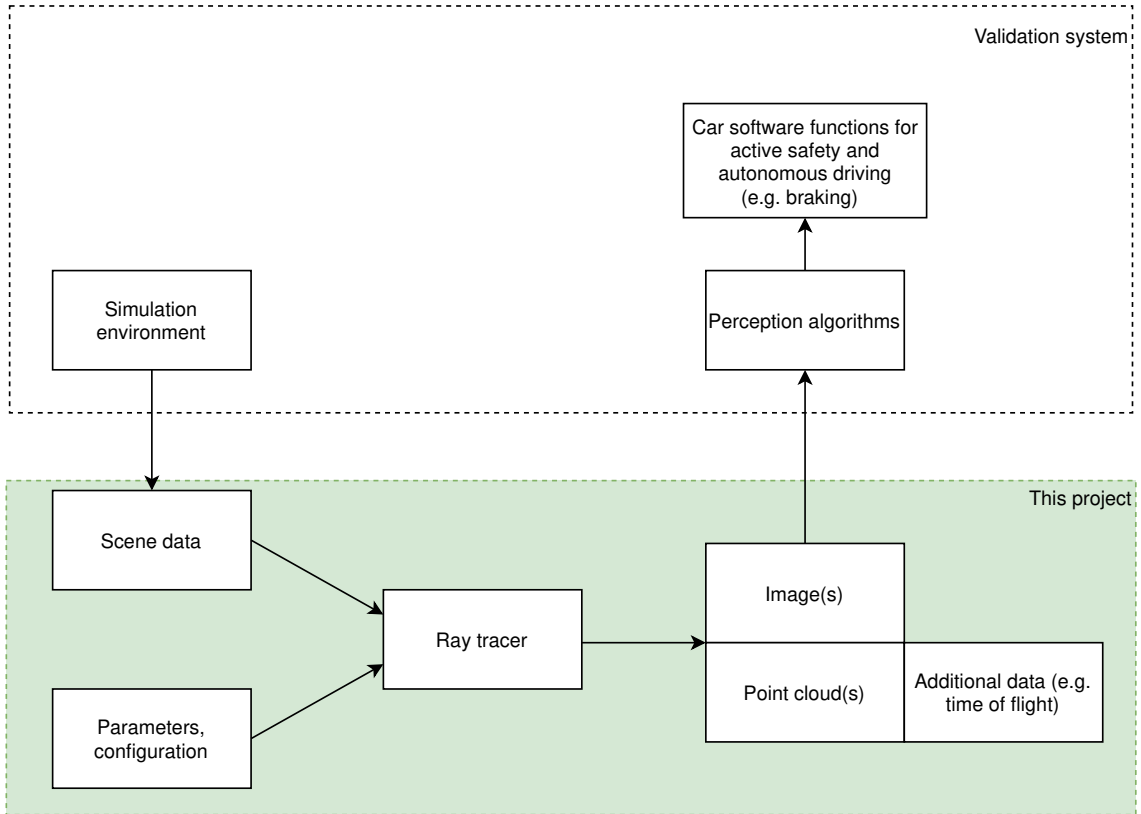 Validation system
Car software functions for
active safety and
autonomous driving
(e.g. braking)
Simulation
environment
Perception algorithms
This project
Scene data
Image(s)
Ray tracer
Point cloud(s)
Additional data (e.g.
time of flight)
Parameters,
configuration